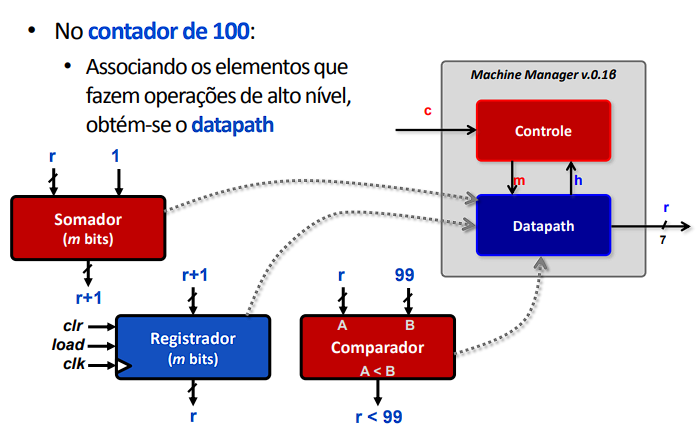 • No contador de 100:
• Associando os elementos que
fazem operações de alto nível,
obtém-se o datapath
Machine Manager v.0.1β
c
Controle
m
h
Datapath
r
7
r
1
Somador
(m bits)
r+1
r+1
clr
load
clk
Registrador
(m bits)
r
r
99
A
B
Comparador
A < B
r < 99